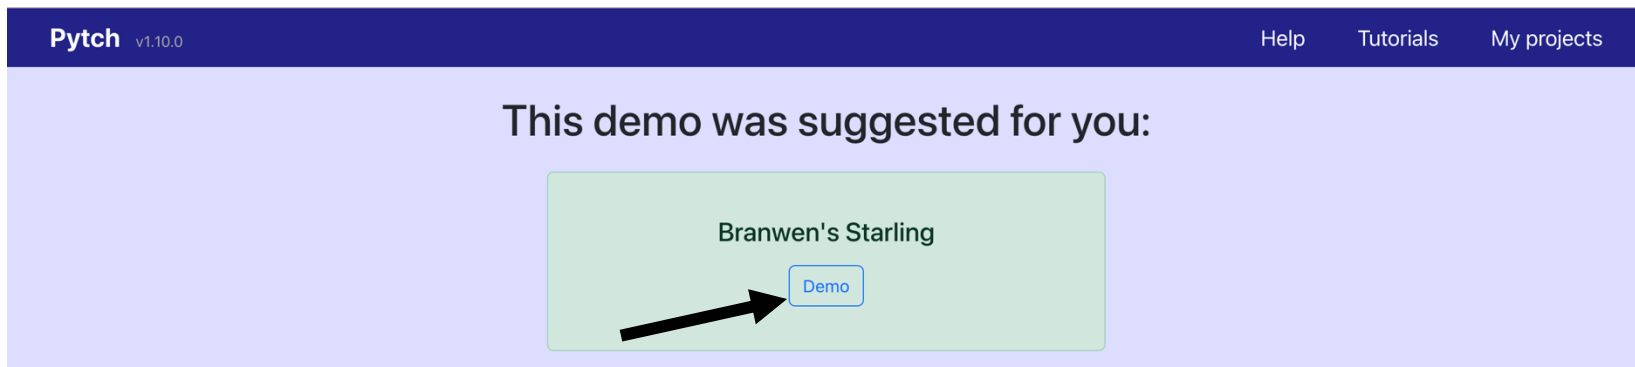 Pytch v1.10.0 Help Tutorials My projects
This demo was suggested for you:
Branwen's Starling
Demo